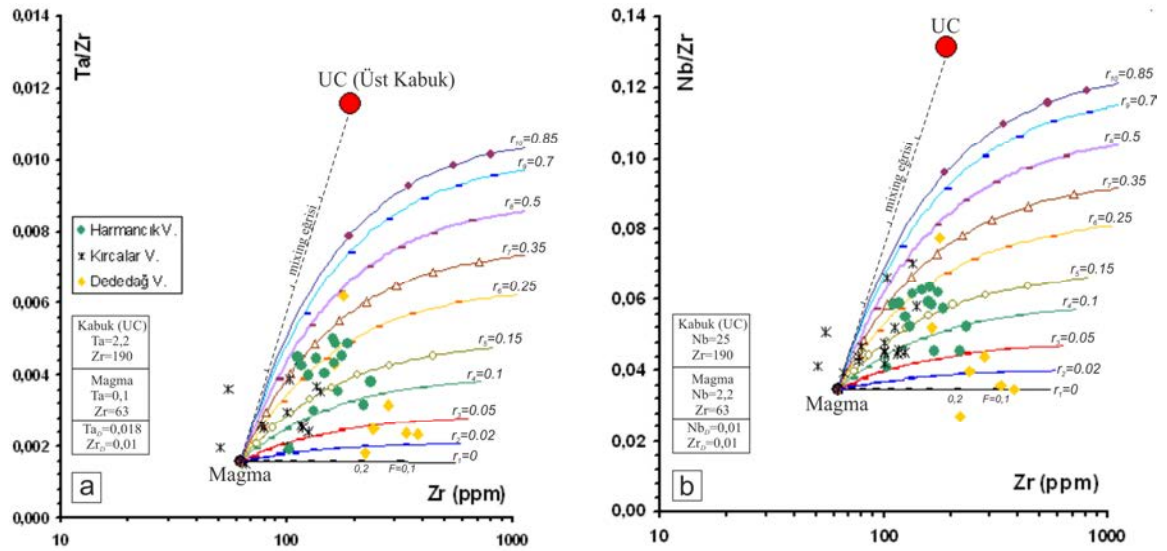 0,014
0,012
0,010
0,008
0,006
0,004
0,002
0,000
Ta/Zr
UC (Üst Kabuk)
mixing eğrisi
r₁₀=0.85
r₉=0.7
r₈=0.5
r₇=0.35
r₆=0.25
r₅=0.15
r₄=0.1
r₃=0.05
r₂=0.02
r₁=0
0,2 F=0,1
Harmancık V.
Kırcalar V.
Dededağ V.
Kabuk (UC)
Ta=2,2
Zr=190
Magma
Ta=0,1
Zr=63
Ta_D=0,018
Zr_D=0,01
Magma
a
Zr (ppm)
10
100
1000
0,14
0,12
0,10
0,08
0,06
0,04
0,02
0,00
Nb/Zr
UC
mixing eğrisi
r₁₀=0.85
r₉=0.7
r₈=0.5
r₇=0.35
r₆=0.25
r₅=0.15
r₄=0.1
r₃=0.05
r₂=0.02
r₁=0
0,2 F=0,1
Kabuk (UC)
Nb=25
Zr=190
Magma
Nb=2,2
Zr=63
Nb_D=0,01
Zr_D=0,01
Magma
b
Zr (ppm)
10
100
1000